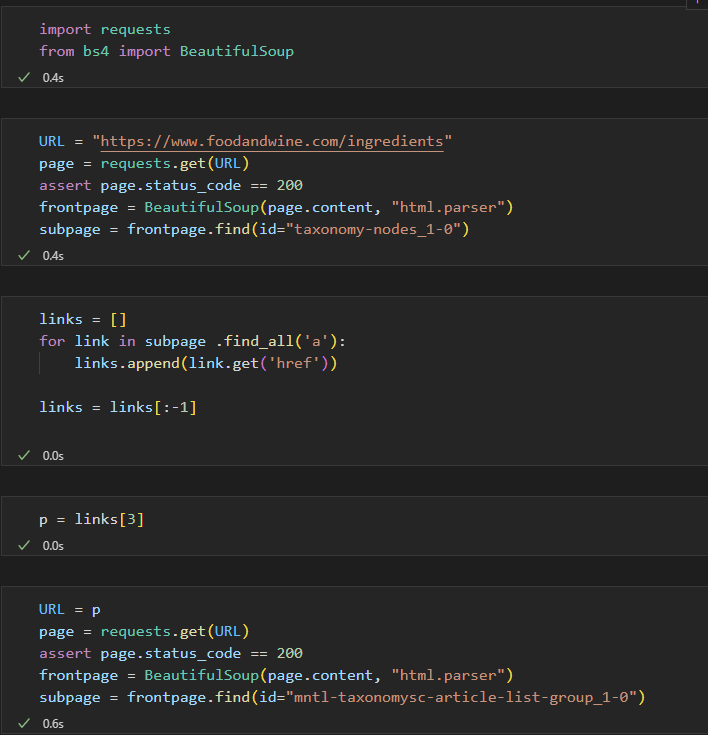 import requests
from bs4 import BeautifulSoup
0.4s
URL = "https://www.foodandwine.com/ingredients"
page = requests.get(URL)
assert page.status_code == 200
frontpage = BeautifulSoup(page.content, "html.parser")
subpage = frontpage.find(id="taxonomy-nodes_1-0")
0.4s
links = []
for link in subpage .find_all('a'):
    links.append(link.get('href'))
links = links[:-1]
0.0s
p = links[3]
0.0s
URL = p
page = requests.get(URL)
assert page.status_code == 200
frontpage = BeautifulSoup(page.content, "html.parser")
subpage = frontpage.find(id="mntl-taxonomysc-article-list-group_1-0")
0.6s